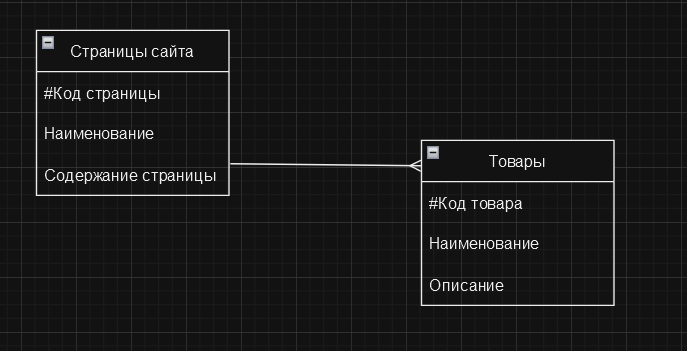 Страницы сайта
#Код страницы
Наименование
Содержание страницы
Товары
#Код товара
Наименование
Описание